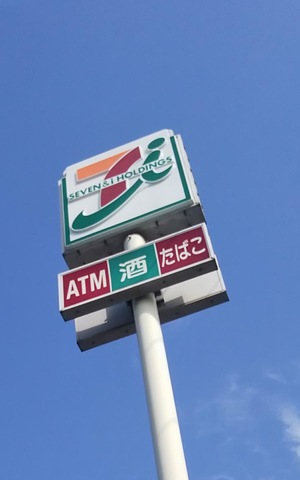 SEVEN & i HOLDINGS
ATM 酒 たばこ